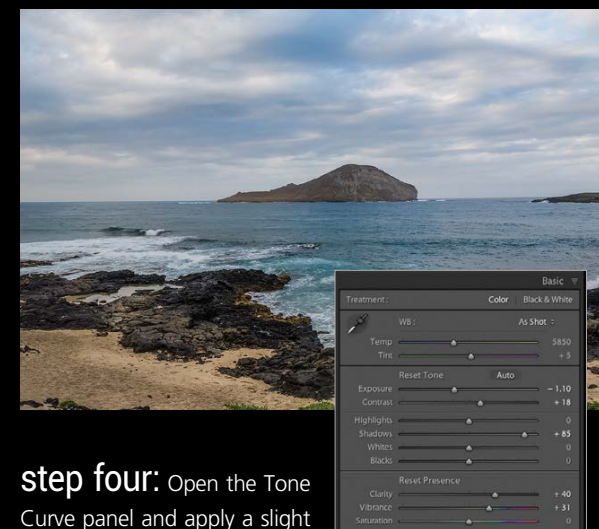 Basic
Treatment : Color | Black & White
WB : As Shot
Temp 5850
Tint + 5
Reset Tone Auto
Exposure – 1.10
Contrast + 18
Highlights 0
Shadows + 85
Whites 0
Blacks 0
Reset Presence
Clarity + 40
Vibrance + 31
Saturation 0
step four: Open the Tone
Curve panel and apply a slight